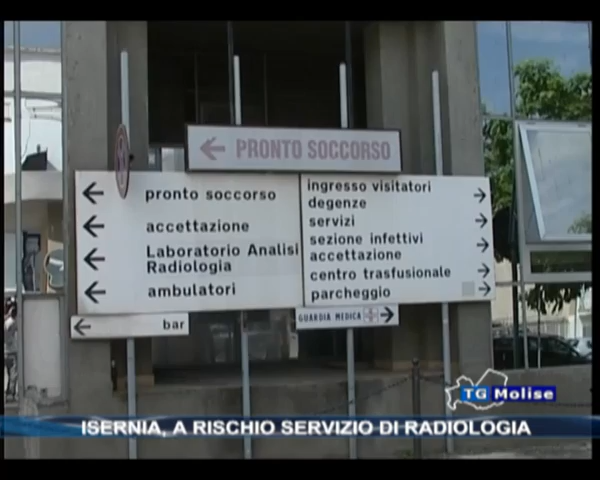 PRONTO SOCCORSO
pronto soccorso
accettazione
Laboratorio Analisi
Radiologia
ambulatori
ingresso visitatori
degenze
servizi
sezione infettivi
accettazione
centro trasfusionale
parcheggio
bar
GUARDIA MEDICA
TG Molise
ISERNIA, A RISCHIO SERVIZIO DI RADIOLOGIA